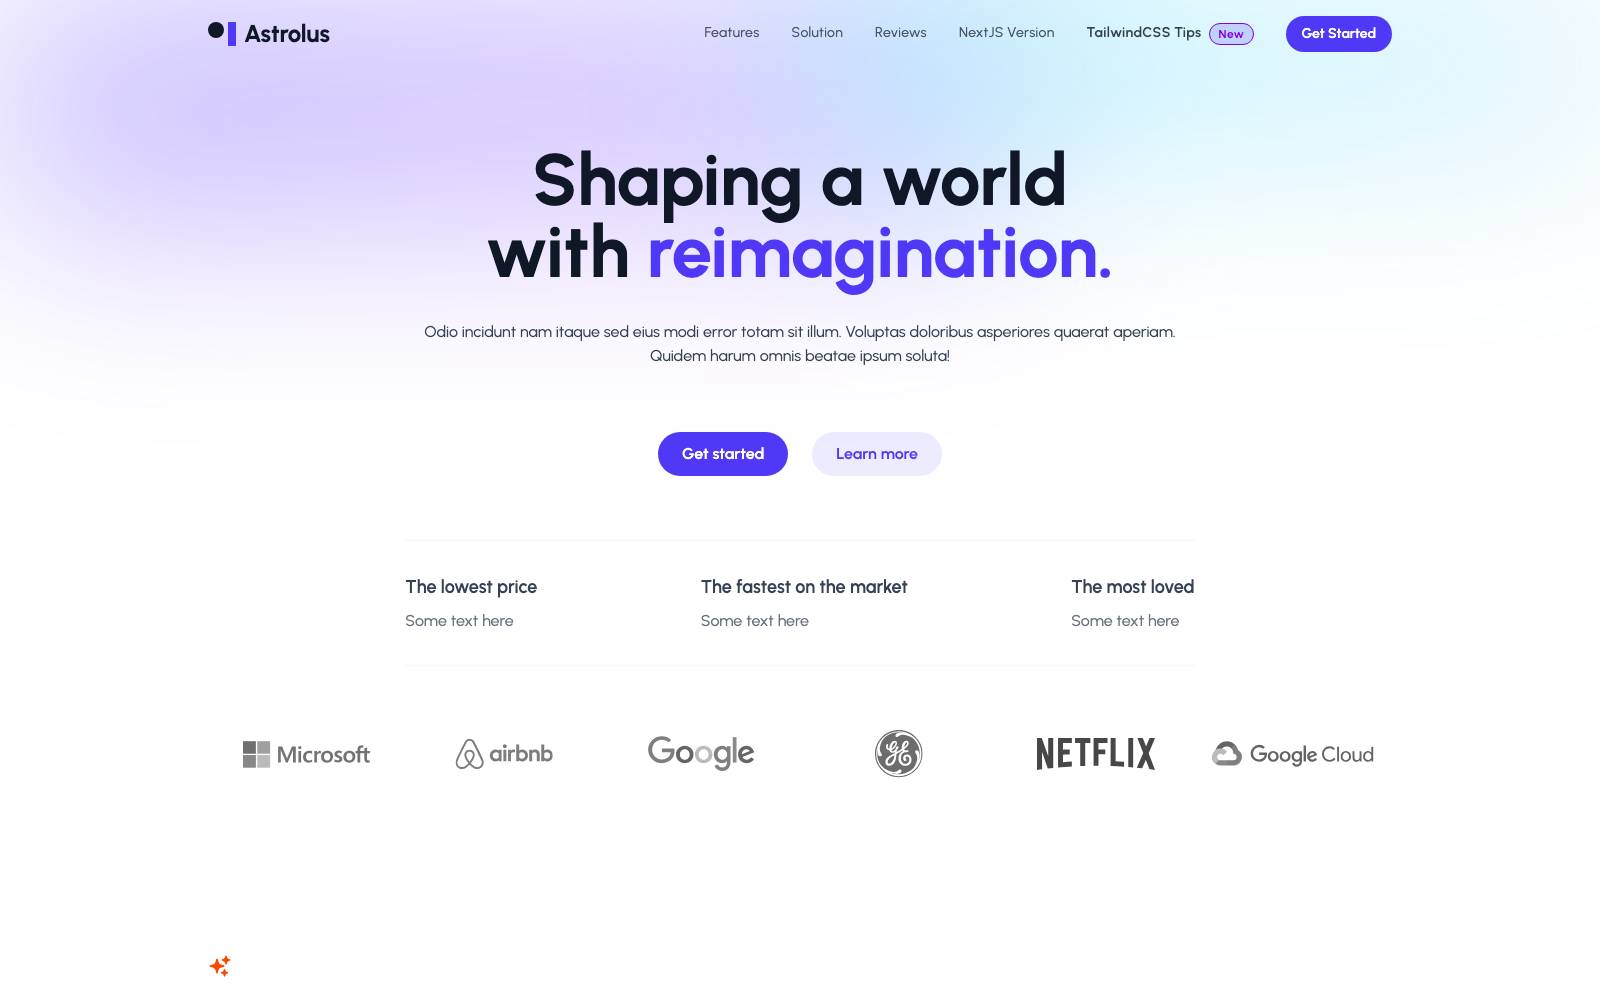 Astrolus
Features
Solution
Reviews
NextJS Version
TailwindCSS Tips
New
Get Started
Shaping a world
with reimagination.
Odio incidunt nam itaque sed eius modi error totam sit illum. Voluptas doloribus asperiores quaerat aperiam.
Quidem harum omnis beatae ipsum soluta!
Get started
Learn more
The lowest price
Some text here
The fastest on the market
Some text here
The most loved
Some text here
Microsoft
airbnb
Google
GE
NETFLIX
Google Cloud